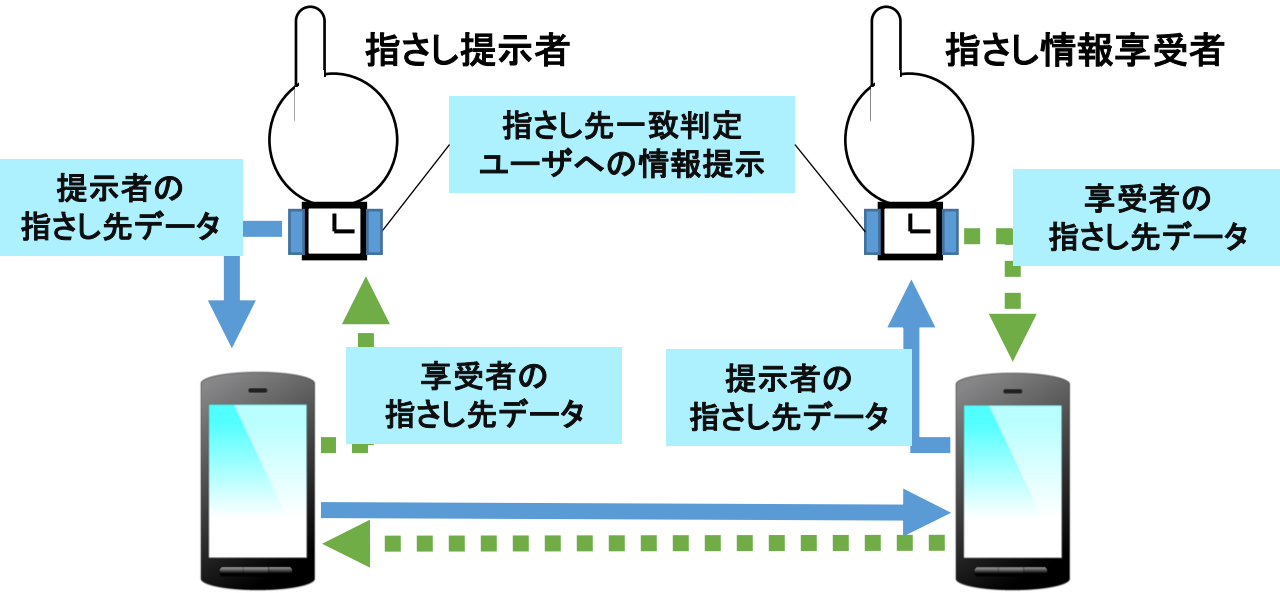 指さし提示者
指さし情報享受者
指さし先一致判定
ユーザへの情報提示
提示者の
指さし先データ
享受者の
指さし先データ
享受者の
指さし先データ
提示者の
指さし先データ